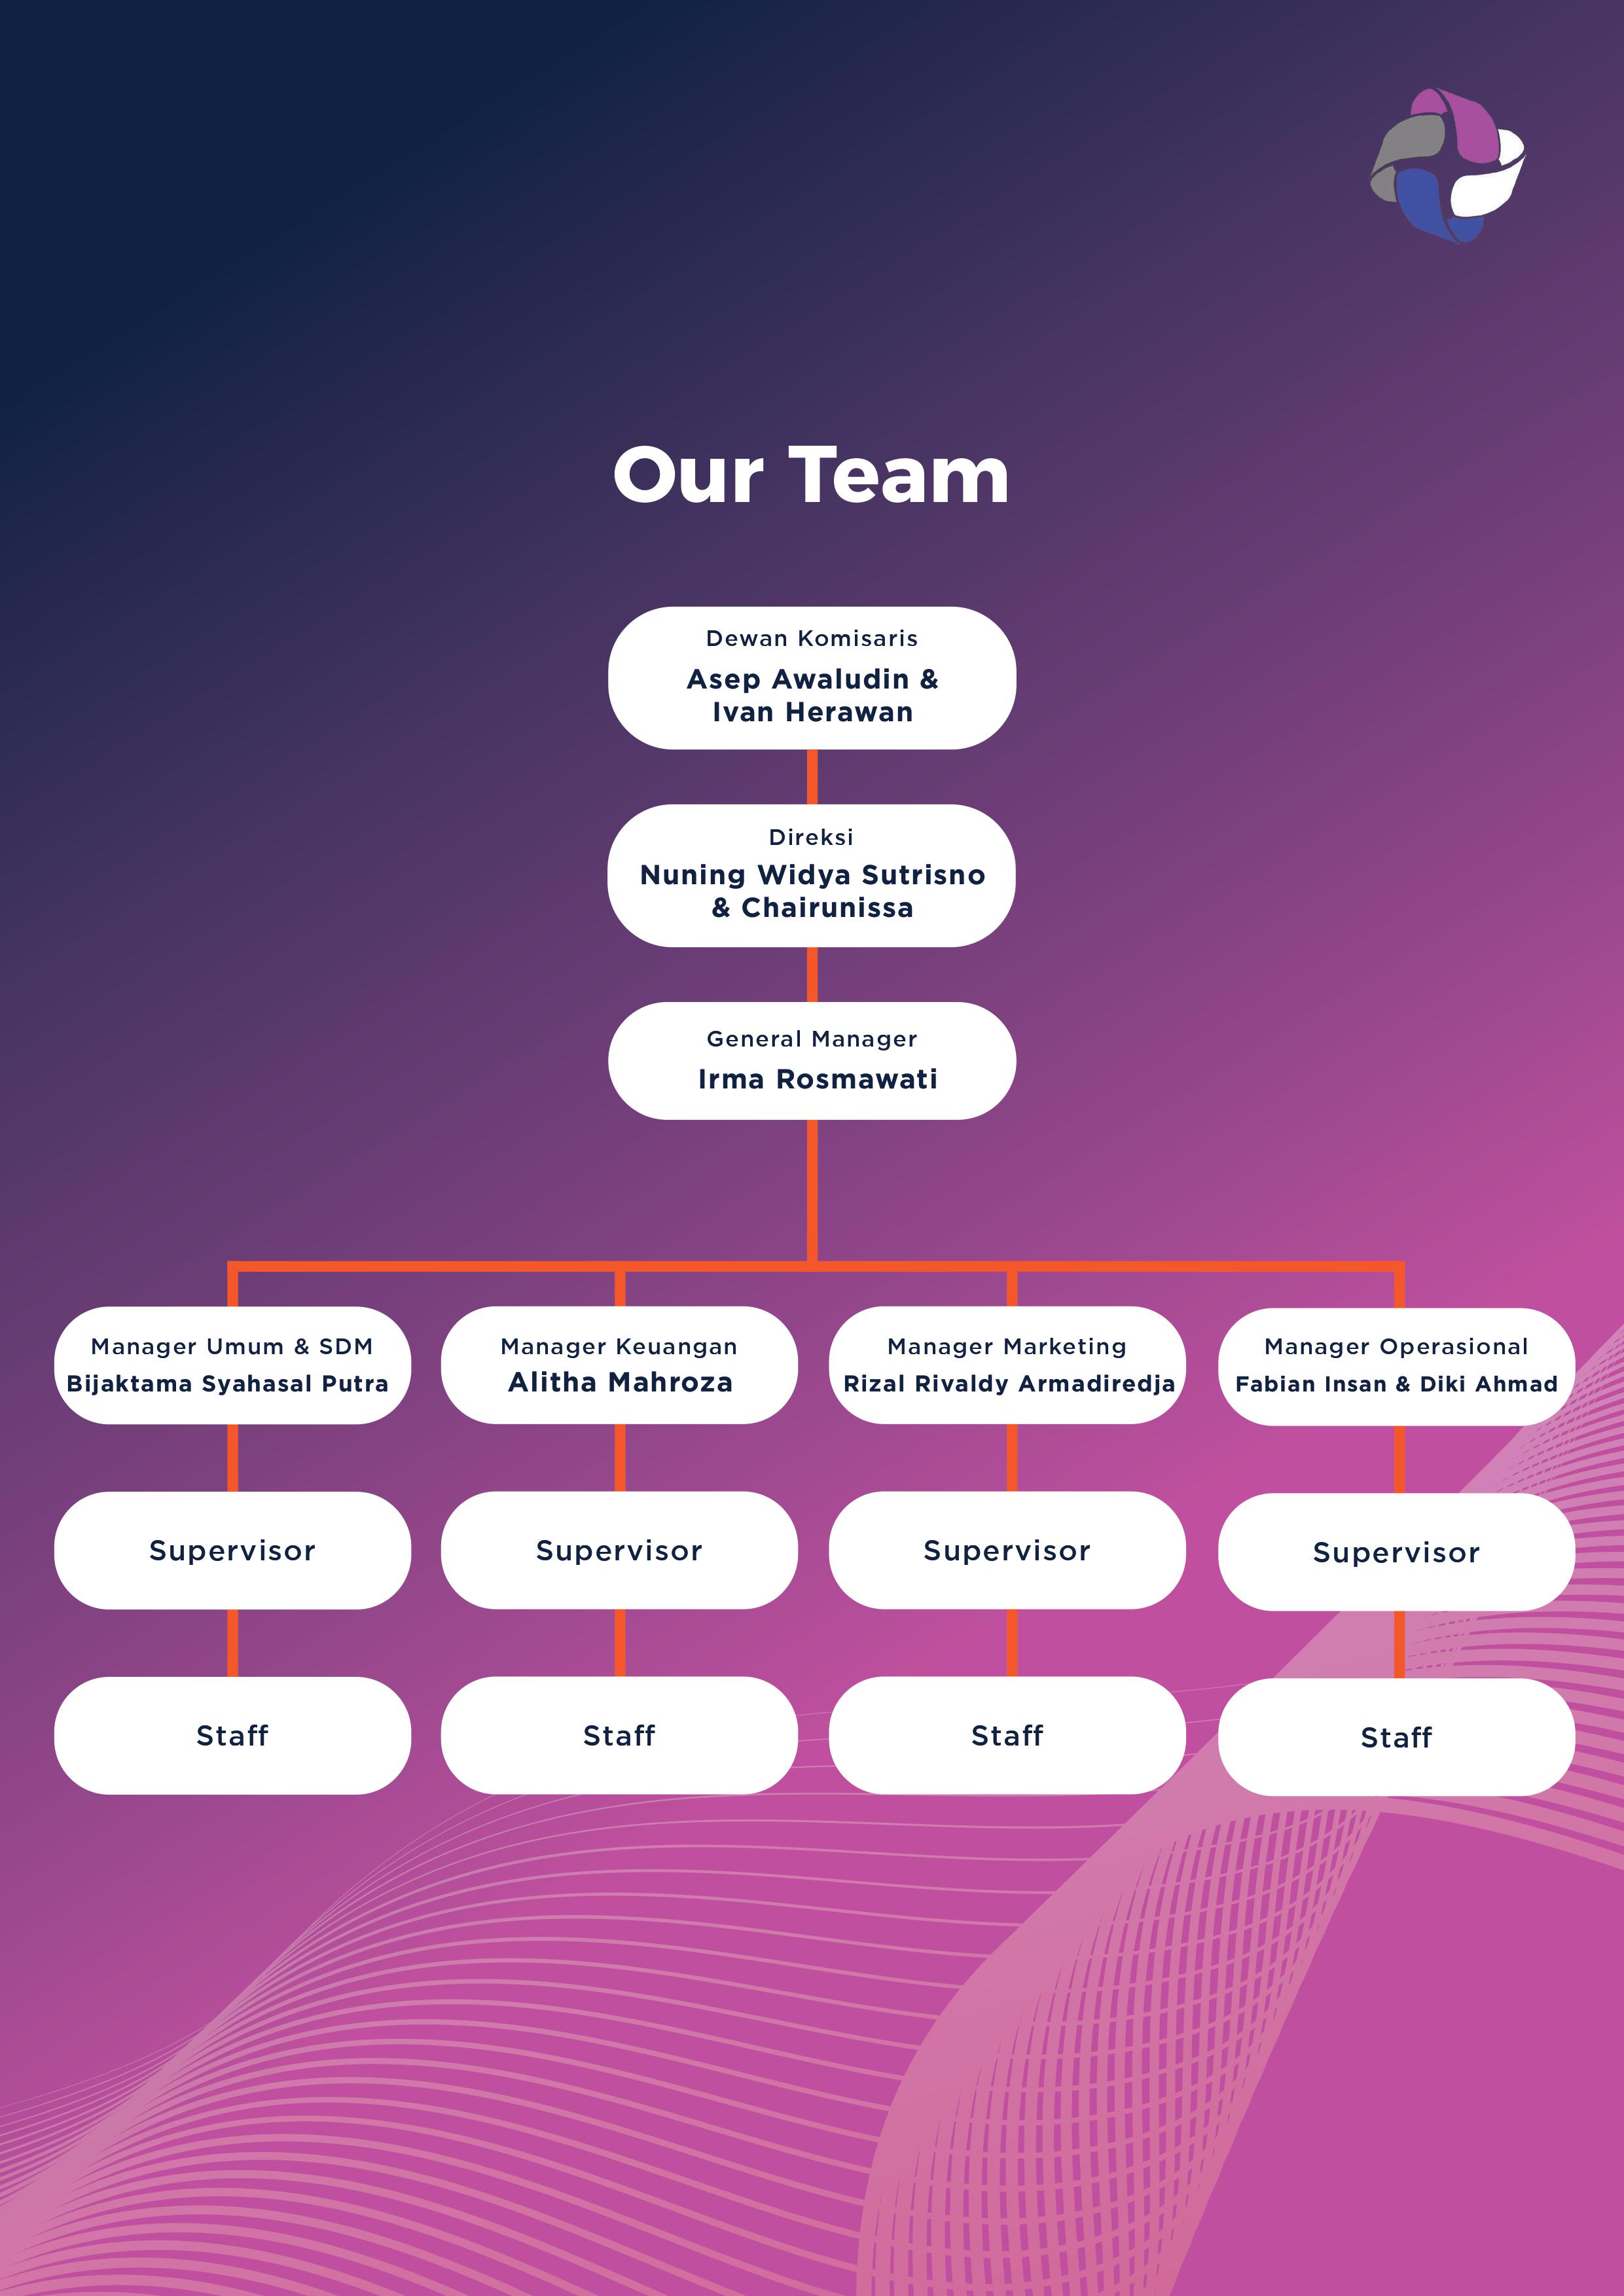 Our Team
Dewan Komisaris
Asep Awaludin &
Ivan Herawan
Direksi
Nuning Widya Sutrisno
& Chairunissa
General Manager
Irma Rosmawati
Manager Umum & SDM
Bijaktama Syahasal Putra
Manager Keuangan
Alitha Mahroza
Manager Marketing
Rizal Rivaldy Armadiredja
Manager Operasional
Fabian Insan & Diki Ahmad
Supervisor
Supervisor
Supervisor
Supervisor
Staff
Staff
Staff
Staff